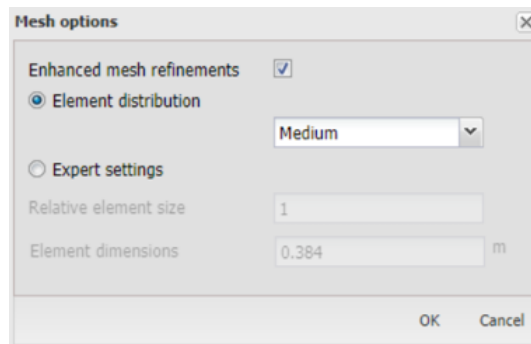 Mesh options
Enhanced mesh refinements
Element distribution
Medium
Expert settings
Relative element size 1
Element dimensions 0.384 m
OK Cancel